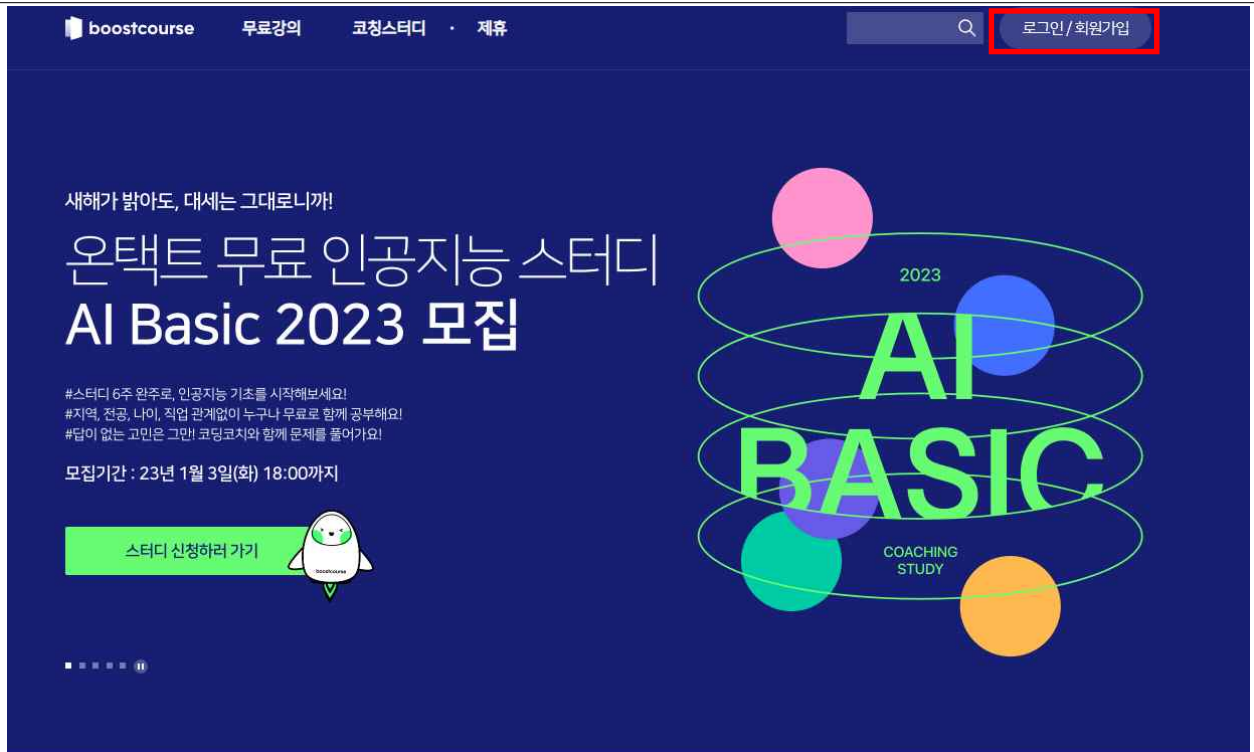 boostcourse 무료강의 코칭스터디 · 제휴 로그인/회원가입
새해가 밝아도, 대세는 그대로니까!
온택트 무료 인공지능 스터디
AI Basic 2023 모집
#스터디 6주 완주로, 인공지능 기초를 시작해보세요!
#지역, 전공, 나이, 직업 관계없이 누구나 무료로 함께 공부해요!
#답이 없는 고민은 그만! 코딩코치와 함께 문제를 풀어가요!
모집기간 : 23년 1월 3일(화) 18:00까지
스터디 신청하러 가기
boostcourse
2023
AI
BASIC
COACHING
STUDY